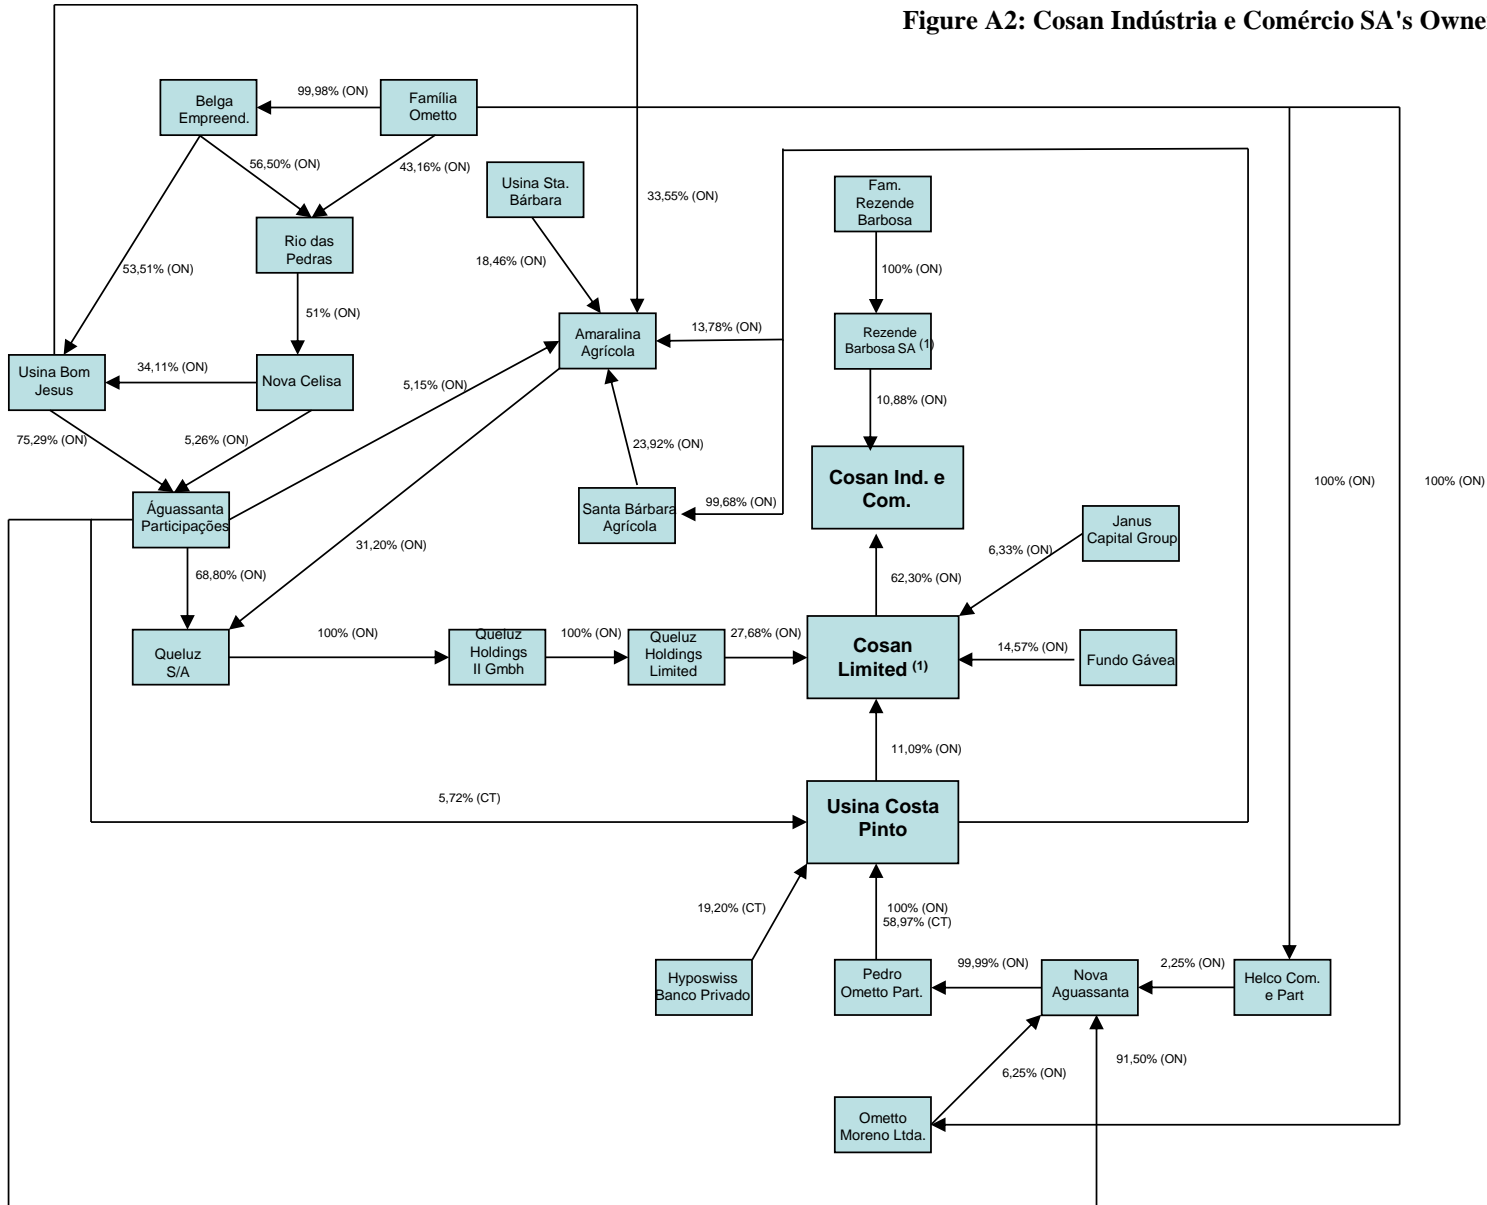 Figure A2: Cosan Indústria e Comércio SA's Owne
Belga
Empreend.
99,98% (ON)
Família
Ometto
56,50% (ON)
43,16% (ON)
Usina Sta.
Bárbara
33,55% (ON)
Fam.
Rezende
Barbosa
Rio das
Pedras
53,51% (ON)
18,46% (ON)
100% (ON)
51% (ON)
Amaralina
Agrícola
13,78% (ON)
Rezende
Barbosa SA (1)
Usina Bom
Jesus
34,11% (ON)
Nova Celisa
5,15% (ON)
10,88% (ON)
75,29% (ON)
5,26% (ON)
23,92% (ON)
Cosan Ind. e
Com.
100% (ON)
100% (ON)
Águassanta
Participações
Santa Bárbara
Agrícola
99,68% (ON)
Janus
Capital Group
31,20% (ON)
6,33% (ON)
68,80% (ON)
62,30% (ON)
Queluz
S/A
100% (ON)
Queluz
Holdings
II Gmbh
100% (ON)
Queluz
Holdings
Limited
27,68% (ON)
Cosan
Limited (1)
14,57% (ON)
Fundo Gávea
11,09% (ON)
5,72% (CT)
Usina Costa
Pinto
19,20% (CT)
100% (ON)
58,97% (CT)
Hyposwiss
Banco Privado
Pedro
Ometto Part.
99,99% (ON)
Nova
Aguassanta
2,25% (ON)
Helco Com.
e Part
6,25% (ON)
91,50% (ON)
Ometto
Moreno Ltda.